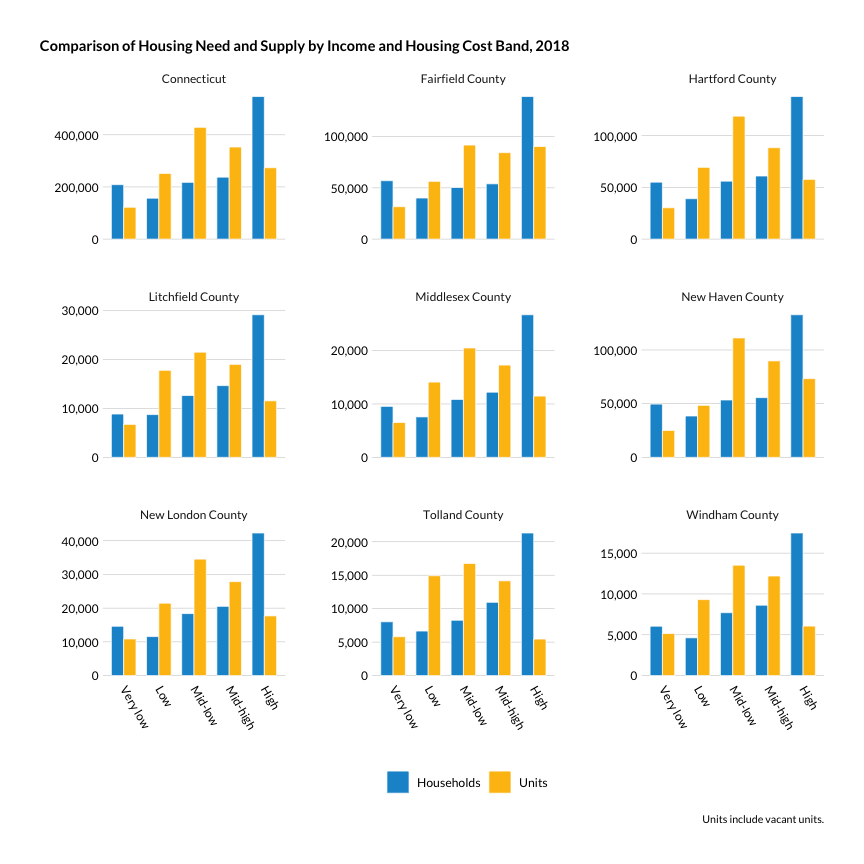 Comparison of Housing Need and Supply by Income and Housing Cost Band, 2018
Connecticut
400,000
200,000
0
Fairfield County
100,000
50,000
0
Hartford County
100,000
50,000
0
Litchfield County
30,000
20,000
10,000
0
Middlesex County
20,000
10,000
0
New Haven County
100,000
50,000
0
New London County
40,000
30,000
20,000
10,000
0
Very low
Low
Mid-low
Mid-high
High
Tolland County
20,000
15,000
10,000
5,000
0
Very low
Low
Mid-low
Mid-high
High
Windham County
15,000
10,000
5,000
0
Very low
Low
Mid-low
Mid-high
High
Households
Units
Units include vacant units.